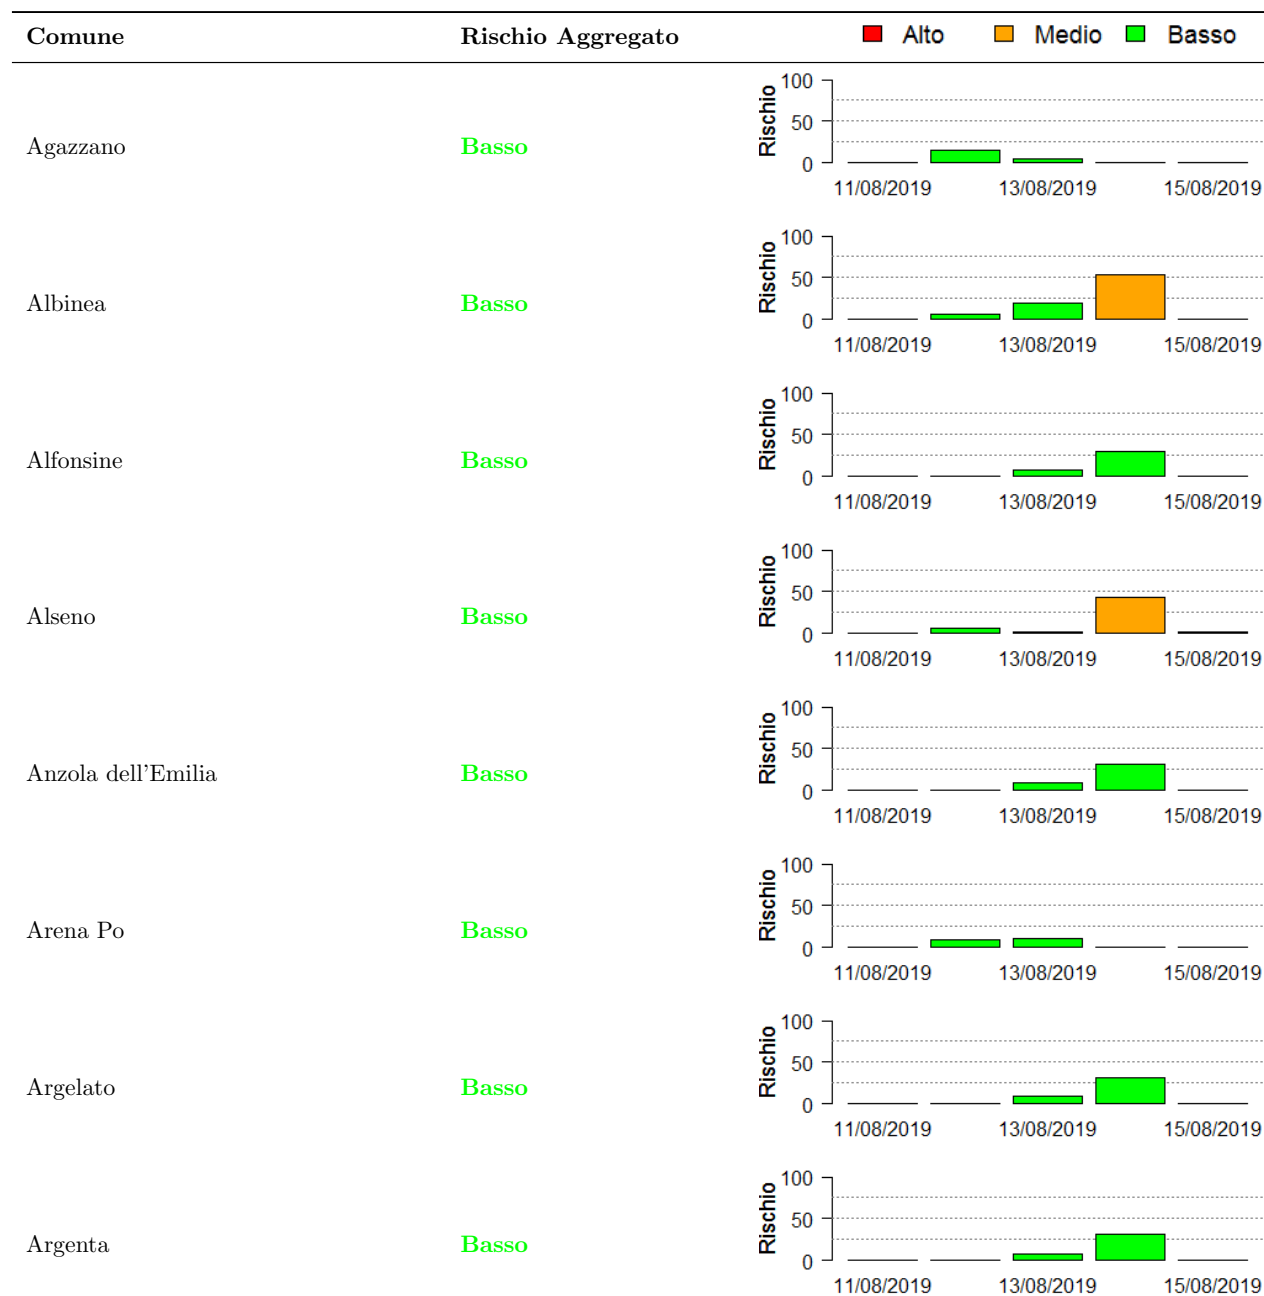 Comune Rischio Aggregato Alto Medio Basso
Agazzano Basso Rischio 100 50 0
11/08/2019 13/08/2019 15/08/2019
Albinea Basso Rischio 100 50 0
11/08/2019 13/08/2019 15/08/2019
Alfonsine Basso Rischio 100 50 0
11/08/2019 13/08/2019 15/08/2019
Alseno Basso Rischio 100 50 0
11/08/2019 13/08/2019 15/08/2019
Anzola dell'Emilia Basso Rischio 100 50 0
11/08/2019 13/08/2019 15/08/2019
Arena Po Basso Rischio 100 50 0
11/08/2019 13/08/2019 15/08/2019
Argelato Basso Rischio 100 50 0
11/08/2019 13/08/2019 15/08/2019
Argenta Basso Rischio 100 50 0
11/08/2019 13/08/2019 15/08/2019